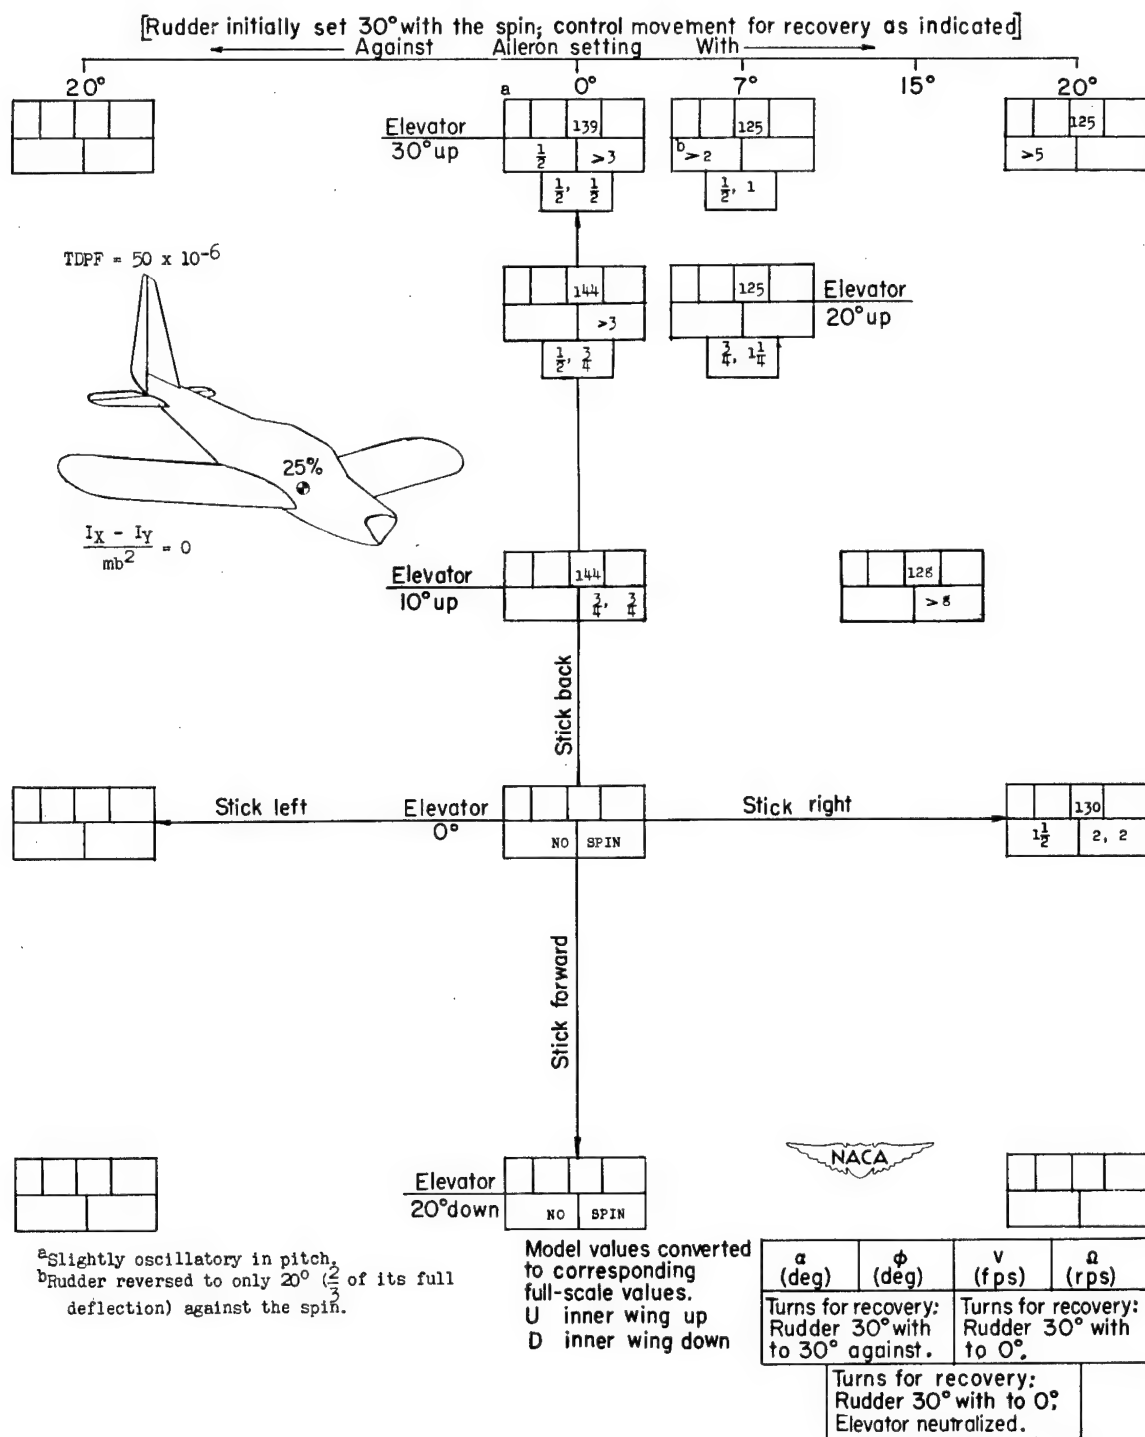 [Rudder initially set 30° with the spin; control movement for recovery as indicated]
Against Aileron setting With
20° 0° 7° 15° 20°
a
Elevator
30° up
139
1/2 >3
1/2, 1/2
125
b>2
1/2, 1
125
>5
TDPF = 50 x 10-6
144
>3
1/2, 3/4
125
3/4, 1 1/4
Elevator
20° up
25%
IX - IY
mb2
= 0
Elevator
10° up
144
3/4, 3/4
128
>8
Stick back
Stick left
Elevator
0°
NO SPIN
Stick right
130
1 1/2 2, 2
Stick forward
NACA
Elevator
20° down
NO SPIN
aSlightly oscillatory in pitch,
bRudder reversed to only 20° (2/3 of its full
deflection) against the spin.
Model values converted
to corresponding
full-scale values.
U inner wing up
D inner wing down
α
(deg)
φ
(deg)
V
(fps)
Ω
(rps)
Turns for recovery:
Rudder 30° with
to 30° against.
Turns for recovery:
Rudder 30° with
to 0°.
Turns for recovery:
Rudder 30° with to 0°;
Elevator neutralized.